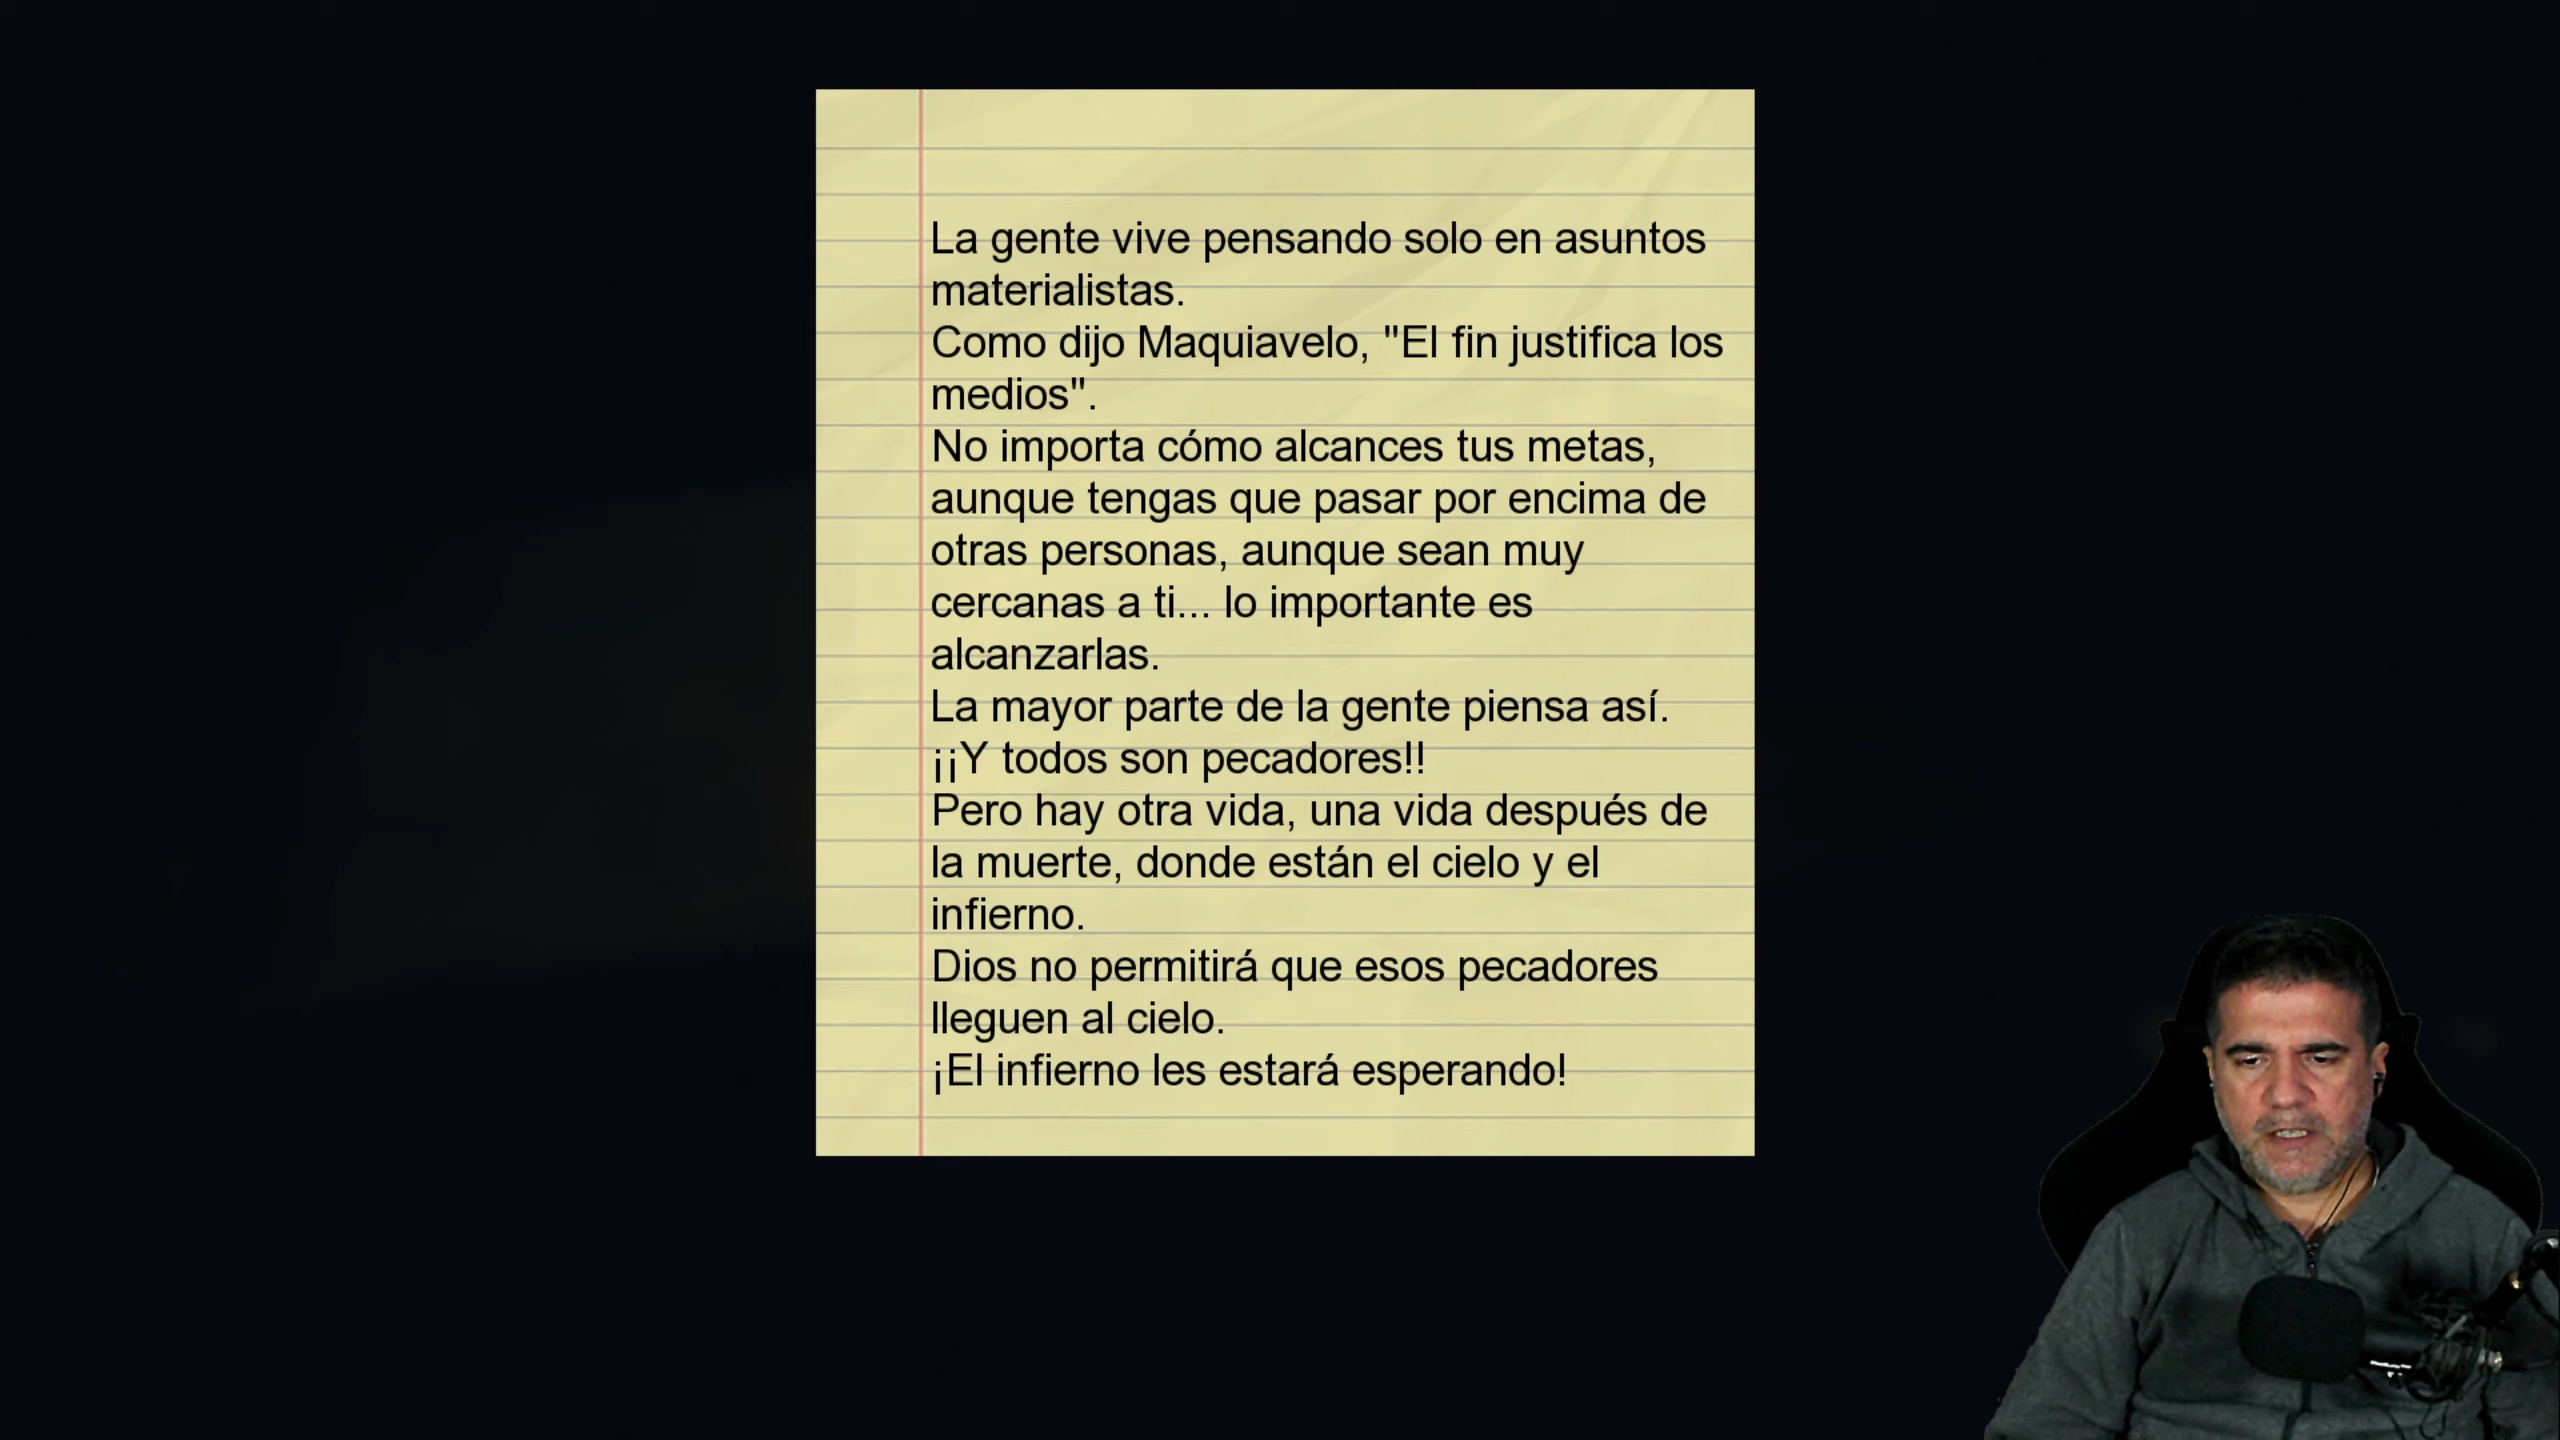 La gente vive pensando solo en asuntos
materialistas.
Como dijo Maquiavelo, "El fin justifica los
medios".
No importa cómo alcances tus metas,
aunque tengas que pasar por encima de
otras personas, aunque sean muy
cercanas a ti... lo importante es
alcanzarlas.
La mayor parte de la gente piensa así.
¡¡Y todos son pecadores!!
Pero hay otra vida, una vida después de
la muerte, donde están el cielo y el
infierno.
Dios no permitirá que esos pecadores
lleguen al cielo.
¡El infierno les estará esperando!